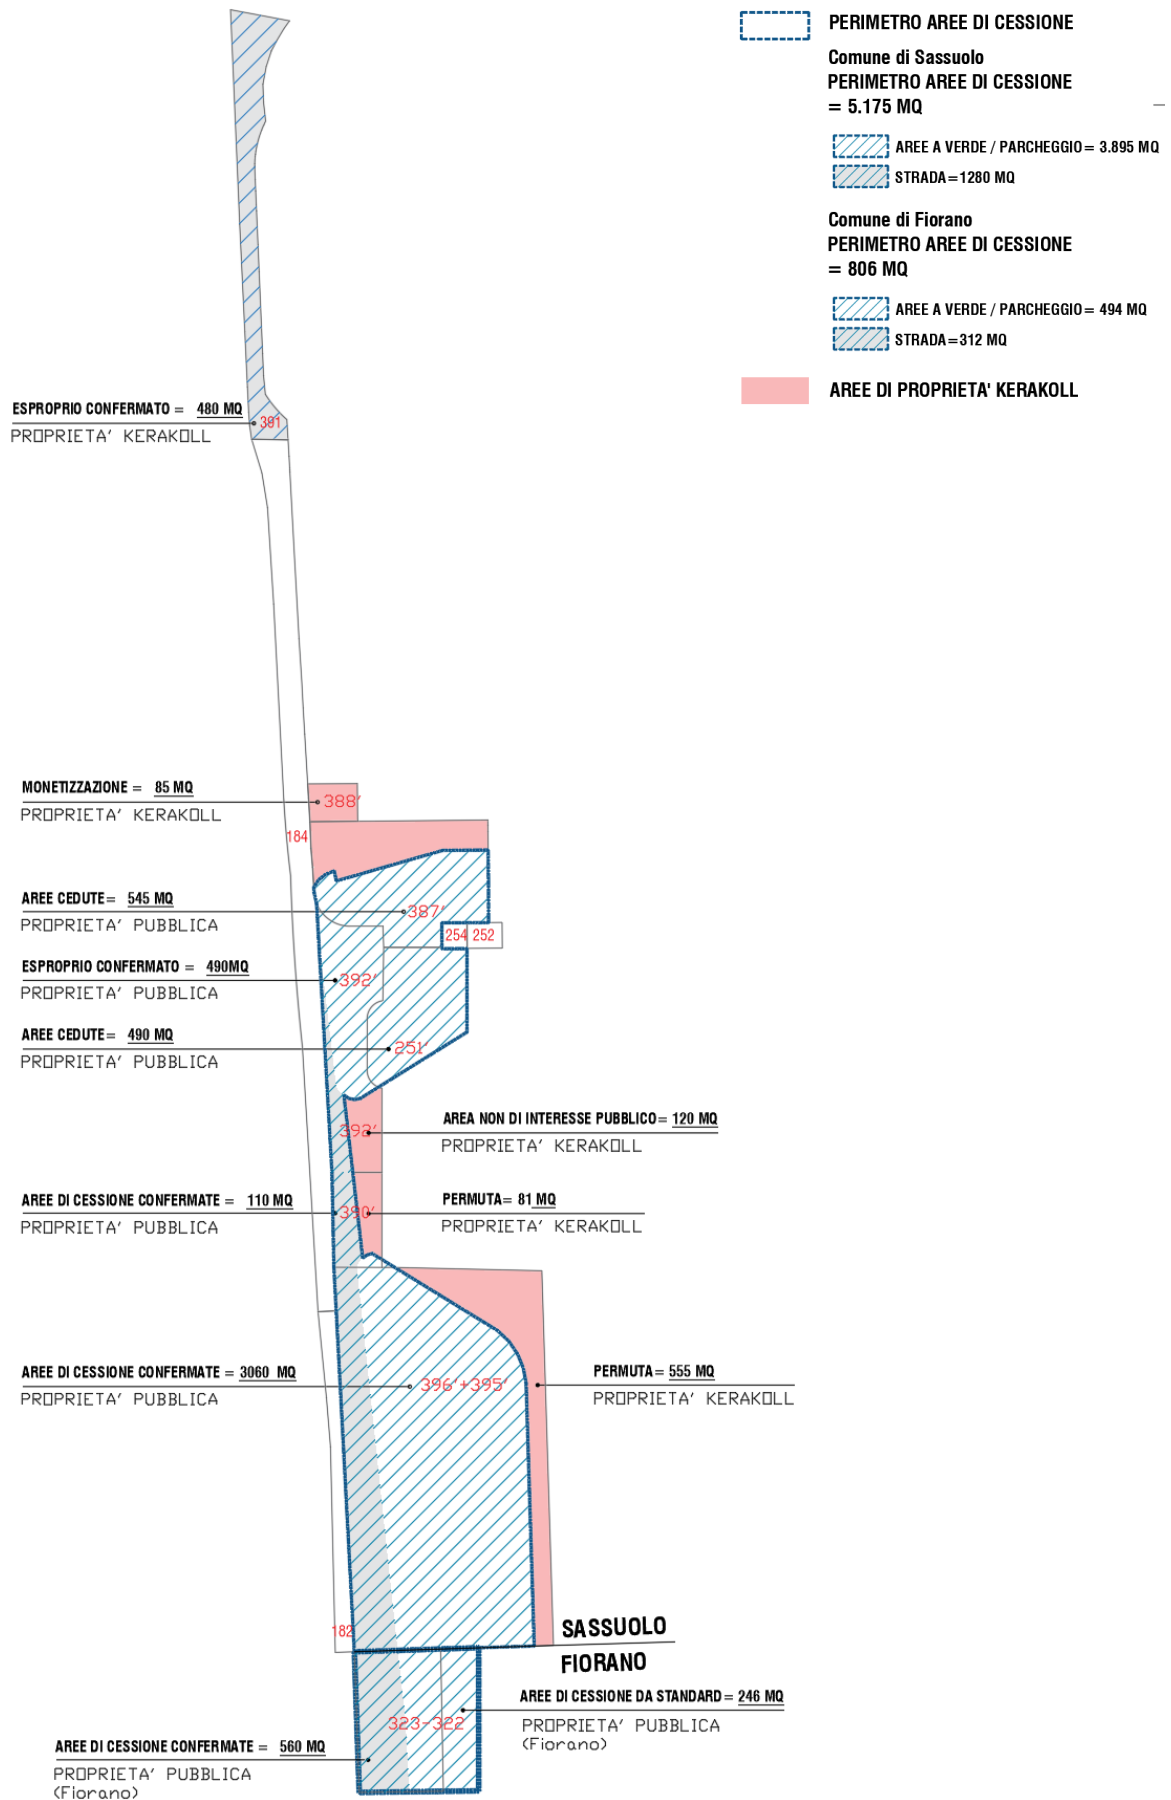 PERIMETRO AREE DI CESSIONE
Comune di Sassuolo
PERIMETRO AREE DI CESSIONE
= 5.175 MQ
AREE A VERDE / PARCHEGGIO= 3.895 MQ
STRADA=1280 MQ
Comune di Fiorano
PERIMETRO AREE DI CESSIONE
= 806 MQ
AREE A VERDE / PARCHEGGIO= 494 MQ
STRADA=312 MQ
AREE DI PROPRIETA' KERAKOLL
ESPROPRIO CONFERMATO = 480 MQ
PROPRIETA' KERAKOLL
391
MONETIZZAZIONE = 85 MQ
PROPRIETA' KERAKOLL
388'
184
AREE CEDUTE= 545 MQ
PROPRIETA' PUBBLICA
387'
254 252
ESPROPRIO CONFERMATO = 490MQ
PROPRIETA' PUBBLICA
392'
AREE CEDUTE= 490 MQ
PROPRIETA' PUBBLICA
251'
392'
AREA NON DI INTERESSE PUBBLICO= 120 MQ
PROPRIETA' KERAKOLL
AREE DI CESSIONE CONFERMATE = 110 MQ
PROPRIETA' PUBBLICA
390'
PERMUTA= 81 MQ
PROPRIETA' KERAKOLL
AREE DI CESSIONE CONFERMATE = 3060 MQ
PROPRIETA' PUBBLICA
396'+395'
PERMUTA= 555 MQ
PROPRIETA' KERAKOLL
182
SASSUOLO
FIORANO
323-322
AREE DI CESSIONE DA STANDARD= 246 MQ
PROPRIETA' PUBBLICA
(Fiorano)
AREE DI CESSIONE CONFERMATE = 560 MQ
PROPRIETA' PUBBLICA
(Fiorano)